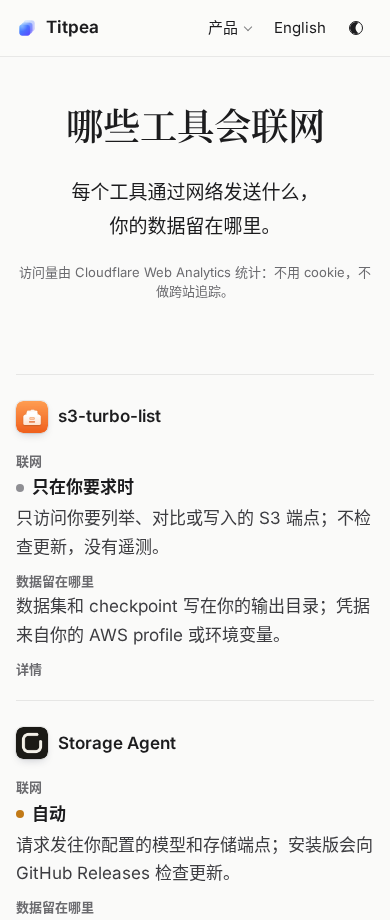 Titpea
产品
English
哪些工具会联网
每个工具通过网络发送什么，
你的数据留在哪里。
访问量由 Cloudflare Web Analytics 统计：不用 cookie，不
做跨站追踪。
s3-turbo-list
联网
只在你要求时
只访问你要列举、对比或写入的 S3 端点；不检
查更新，没有遥测。
数据留在哪里
数据集和 checkpoint 写在你的输出目录；凭据
来自你的 AWS profile 或环境变量。
详情
Storage Agent
联网
自动
请求发往你配置的模型和存储端点；安装版会向
GitHub Releases 检查更新。
数据留在哪里